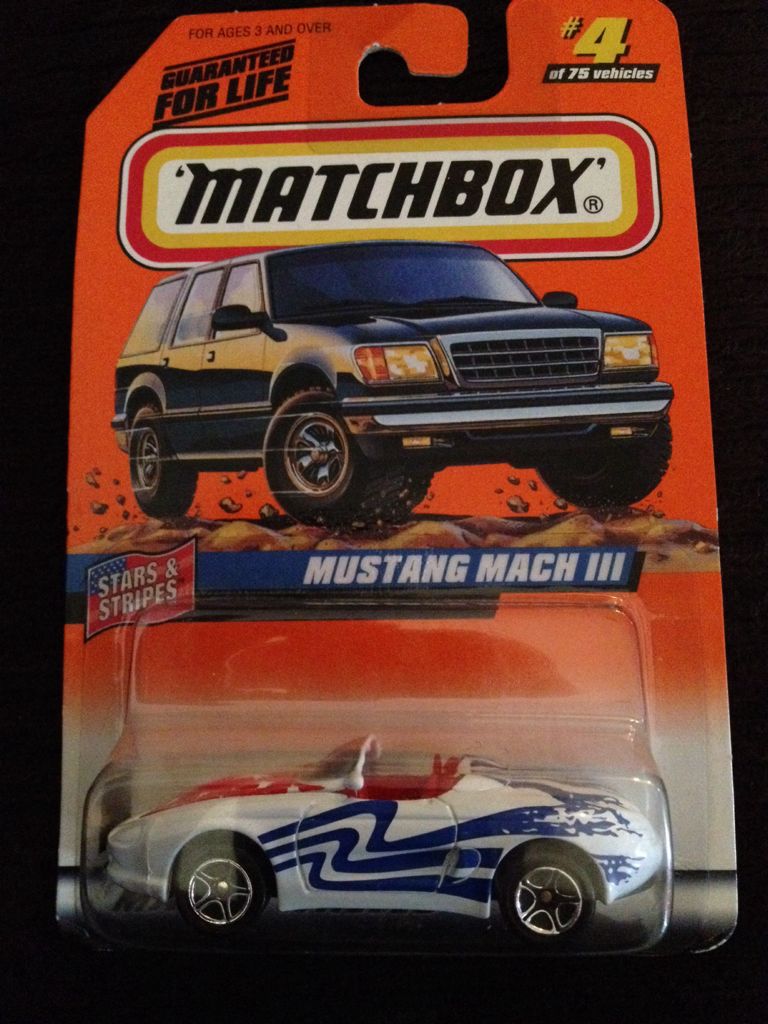 FOR AGES 3 AND OVER
GUARANTEED
FOR LIFE
#4
of 75 vehicles
'MATCHBOX'®
STARS &
STRIPES
MUSTANG MACH III